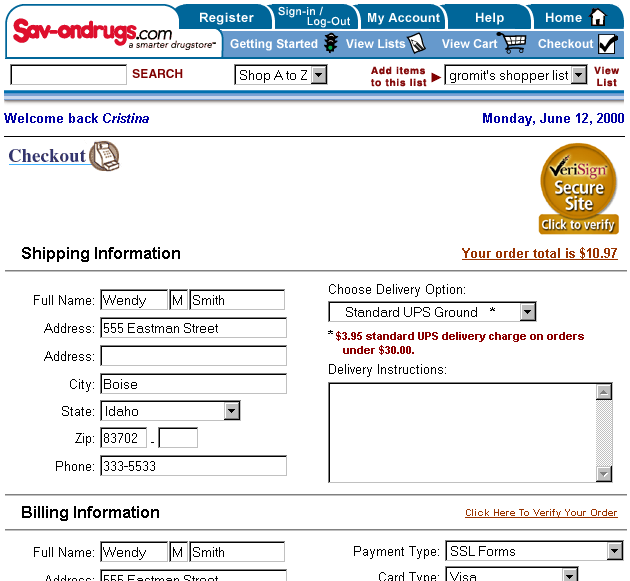 Sav-ondrugs.com
a smarter drugstore™
Register
Sign-in /
Log-Out
My Account
Help
Home
Getting Started
View Lists
View Cart
Checkout
SEARCH
Shop A to Z
Add items
to this list
gromit's shopper list
View
List
Welcome back Cristina
Monday, June 12, 2000
Checkout
VeriSign
Secure
Site
Click to verify
Shipping Information
Your order total is $10.97
Full Name: Wendy M Smith
Address: 555 Eastman Street
Address:
City: Boise
State: Idaho
Zip: 83702 -
Phone: 333-5533
Choose Delivery Option:
Standard UPS Ground *
* $3.95 standard UPS delivery charge on orders
under $30.00.
Delivery Instructions:
Billing Information
Click Here To Verify Your Order
Full Name: Wendy M Smith
Payment Type: SSL Forms
Address: 555 Eastman Street
Card Type: Visa